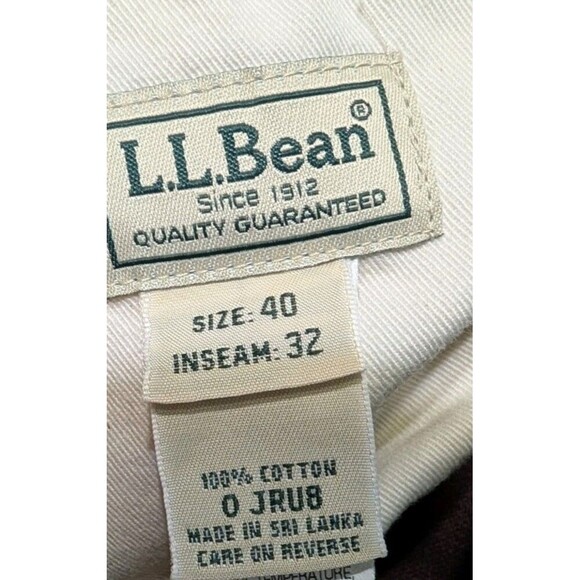 L.L.Bean®
Since 1912
QUALITY GUARANTEED
SIZE: 40
INSEAM: 32
100% COTTON
0 JRU8
MADE IN SRI LANKA
CARE ON REVERSE
TEMPERATURE,